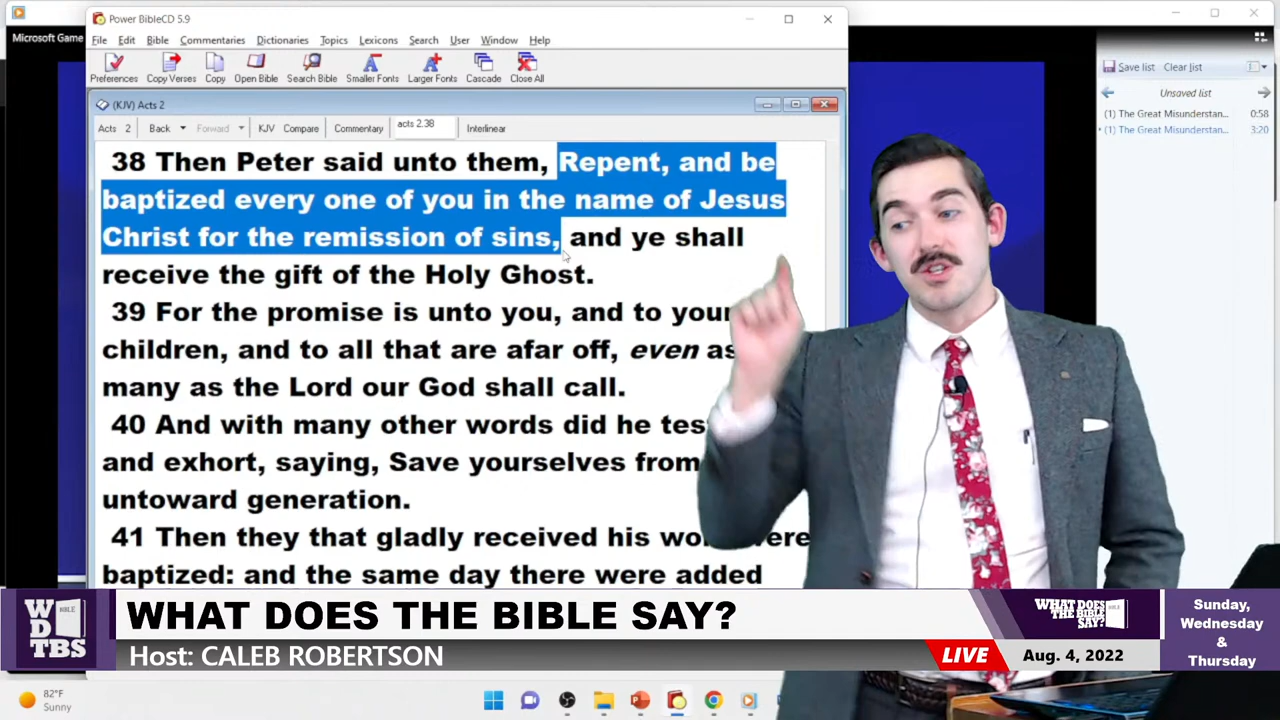 Power BibleCD 5.9
Microsoft Game
File Edit Bible Commentaries Dictionaries Topics Lexicons Search User Window Help
Preferences Copy Verses Copy Open Bible Search Bible Smaller Fonts Larger Fonts Cascade Close All
Save list Clear list
Unsaved list
(1) The Great Misunderstan... 0:58
(1) The Great Misunderstan... 3:20
(KJV) Acts 2
Acts 2 Back Forward KJV Compare Commentary acts 2.38 Interlinear
38 Then Peter said unto them, Repent, and be
baptized every one of you in the name of Jesus
Christ for the remission of sins, and ye shall
receive the gift of the Holy Ghost.
39 For the promise is unto you, and to your
children, and to all that are afar off, even as
many as the Lord our God shall call.
40 And with many other words did he tes
and exhort, saying, Save yourselves from
untoward generation.
41 Then they that gladly received his wo were
baptized: and the same day there were added
WDTBS
BIBLE
WHAT DOES THE BIBLE SAY?
Host: CALEB ROBERTSON
WHAT DOES THE BIBLE SAY?
LIVE Aug. 4, 2022
Sunday,
Wednesday
&
Thursday
82°F
Sunny